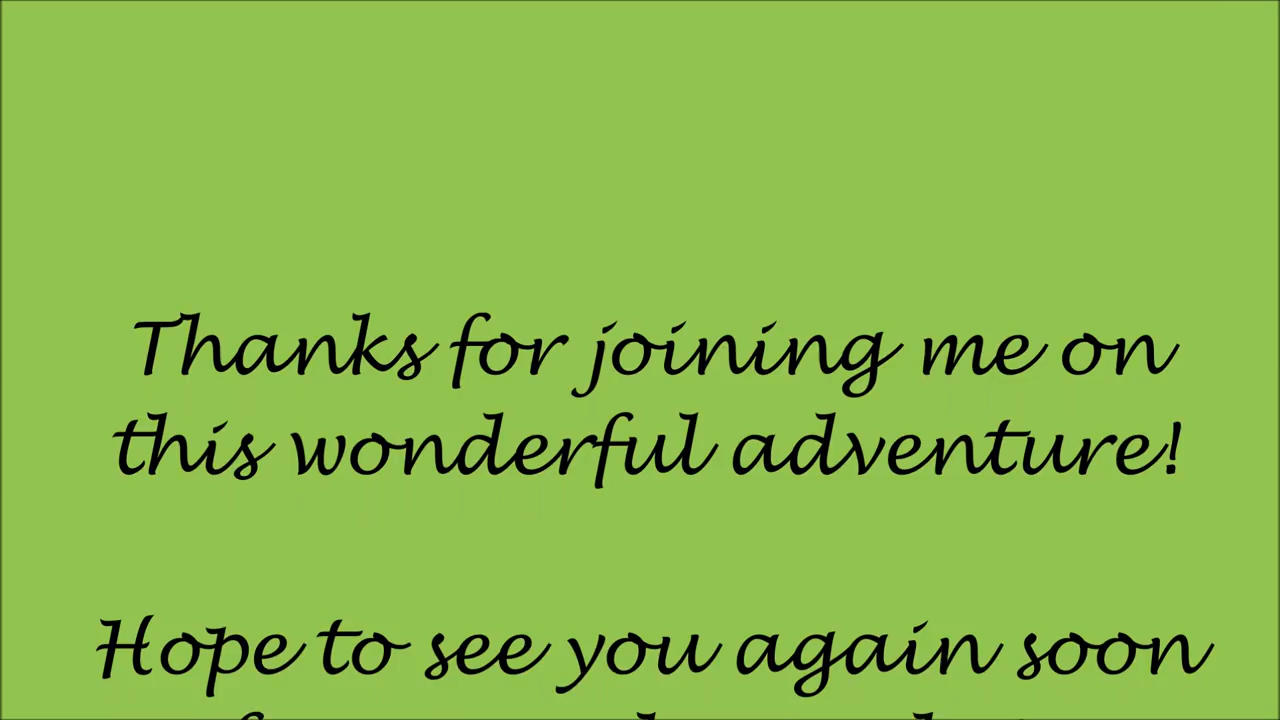 Thanks for joining me on
this wonderful adventure!
Hope to see you again soon